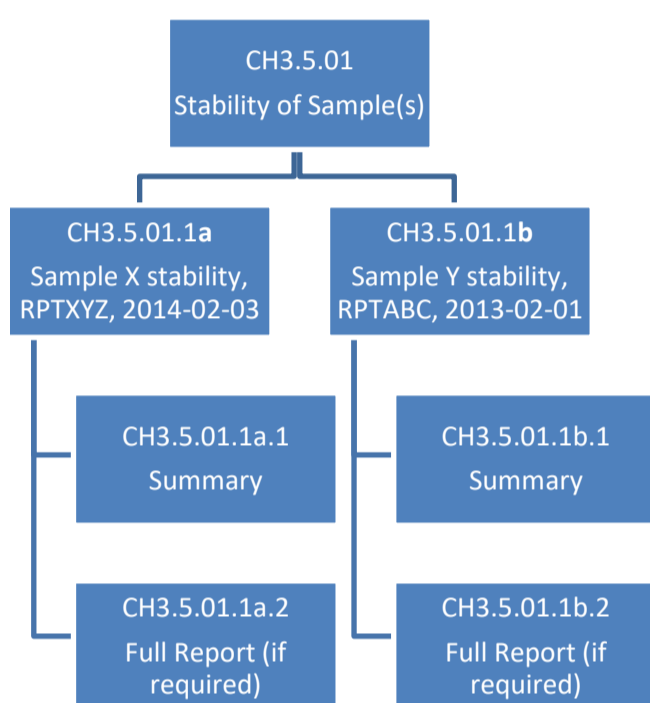 CH3.5.01
Stability of Sample(s)
CH3.5.01.1a
Sample X stability,
RPTXYZ, 2014-02-03
CH3.5.01.1b
Sample Y stability,
RPTABC, 2013-02-01
CH3.5.01.1a.1
Summary
CH3.5.01.1b.1
Summary
CH3.5.01.1a.2
Full Report (if
required)
CH3.5.01.1b.2
Full Report (if
required)